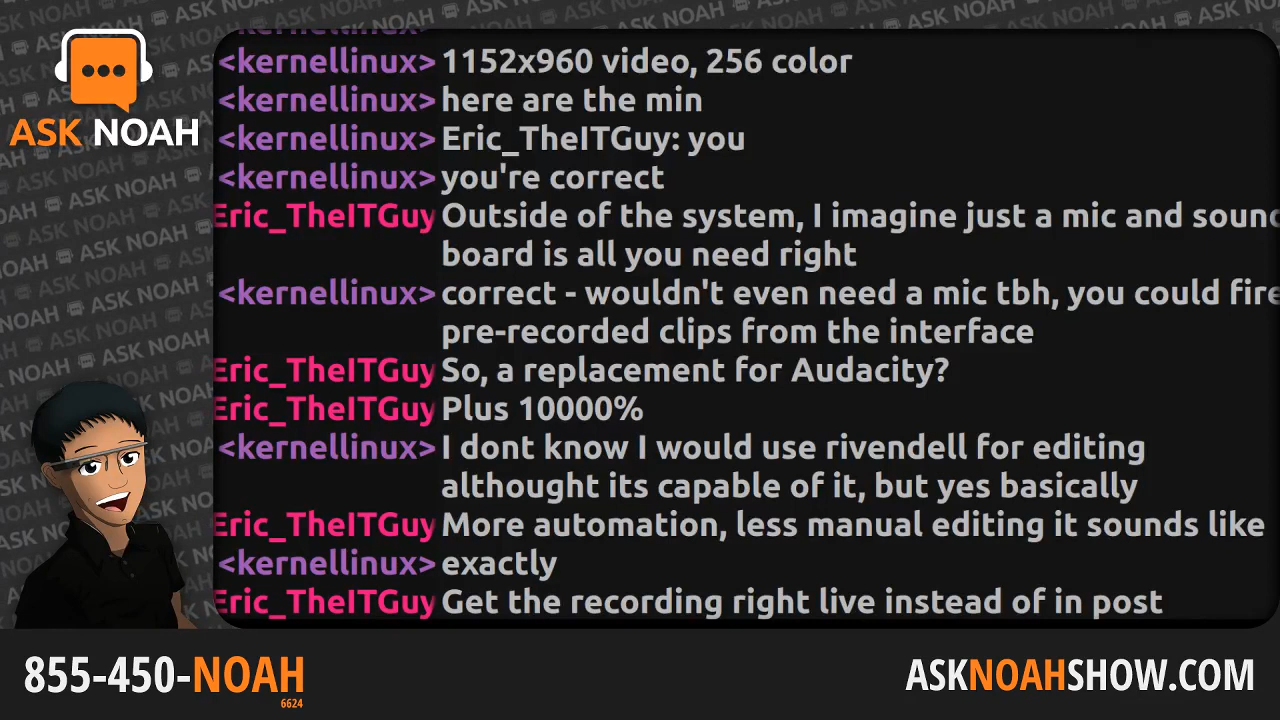 ASK NOAH
<kernellinux> 1152x960 video, 256 color
<kernellinux> here are the min
<kernellinux> Eric_TheITGuy: you
<kernellinux> you're correct
Eric_TheITGuy Outside of the system, I imagine just a mic and sound
board is all you need right
<kernellinux> correct - wouldn't even need a mic tbh, you could fire
pre-recorded clips from the interface
Eric_TheITGuy So, a replacement for Audacity?
Eric_TheITGuy Plus 10000%
<kernellinux> I dont know I would use rivendell for editing
althought its capable of it, but yes basically
Eric_TheITGuy More automation, less manual editing it sounds like
<kernellinux> exactly
Eric_TheITGuy Get the recording right live instead of in post
855-450-NOAH
6624
ASKNOAHSHOW.COM